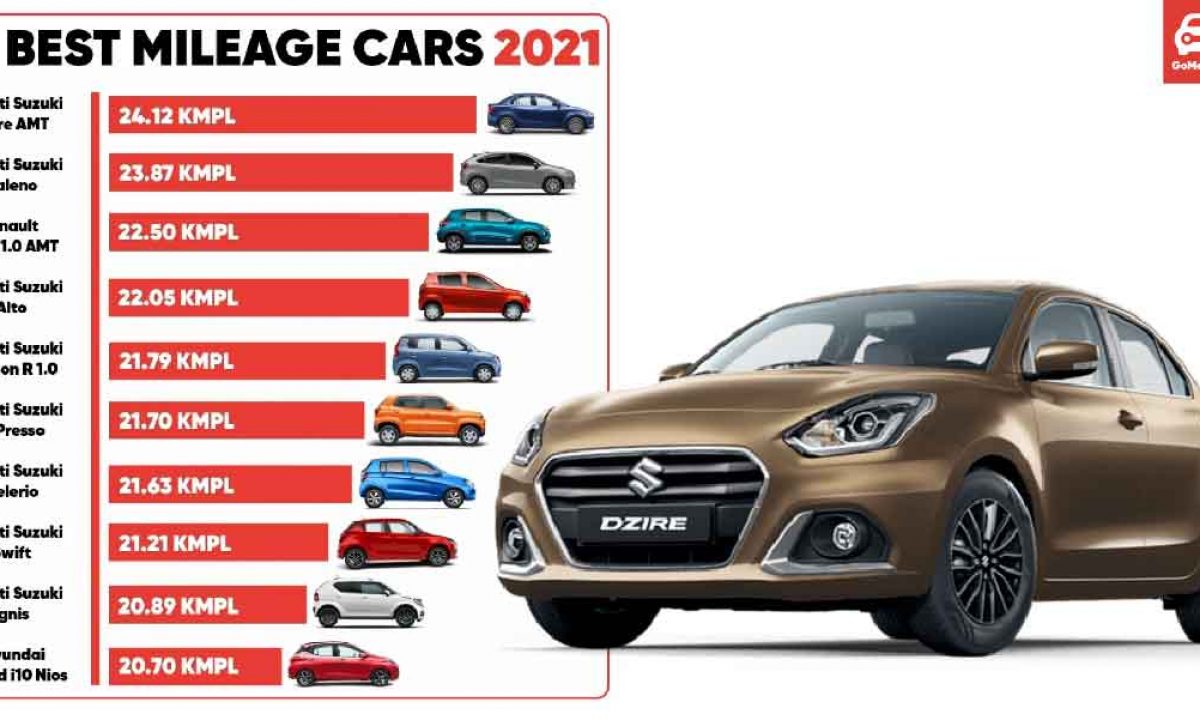 BEST MILEAGE CARS 2021
GoMe
ti Suzuki
re AMT
24.12 KMPL
ti Suzuki
aleno
23.87 KMPL
nault
1.0 AMT
22.50 KMPL
ti Suzuki
Alto
22.05 KMPL
ti Suzuki
on R 1.0
21.79 KMPL
ti Suzuki
Presso
21.70 KMPL
ti Suzuki
elerio
21.63 KMPL
ti Suzuki
wift
21.21 KMPL
ti Suzuki
gnis
20.89 KMPL
undai
d i10 Nios
20.70 KMPL
DZIRE